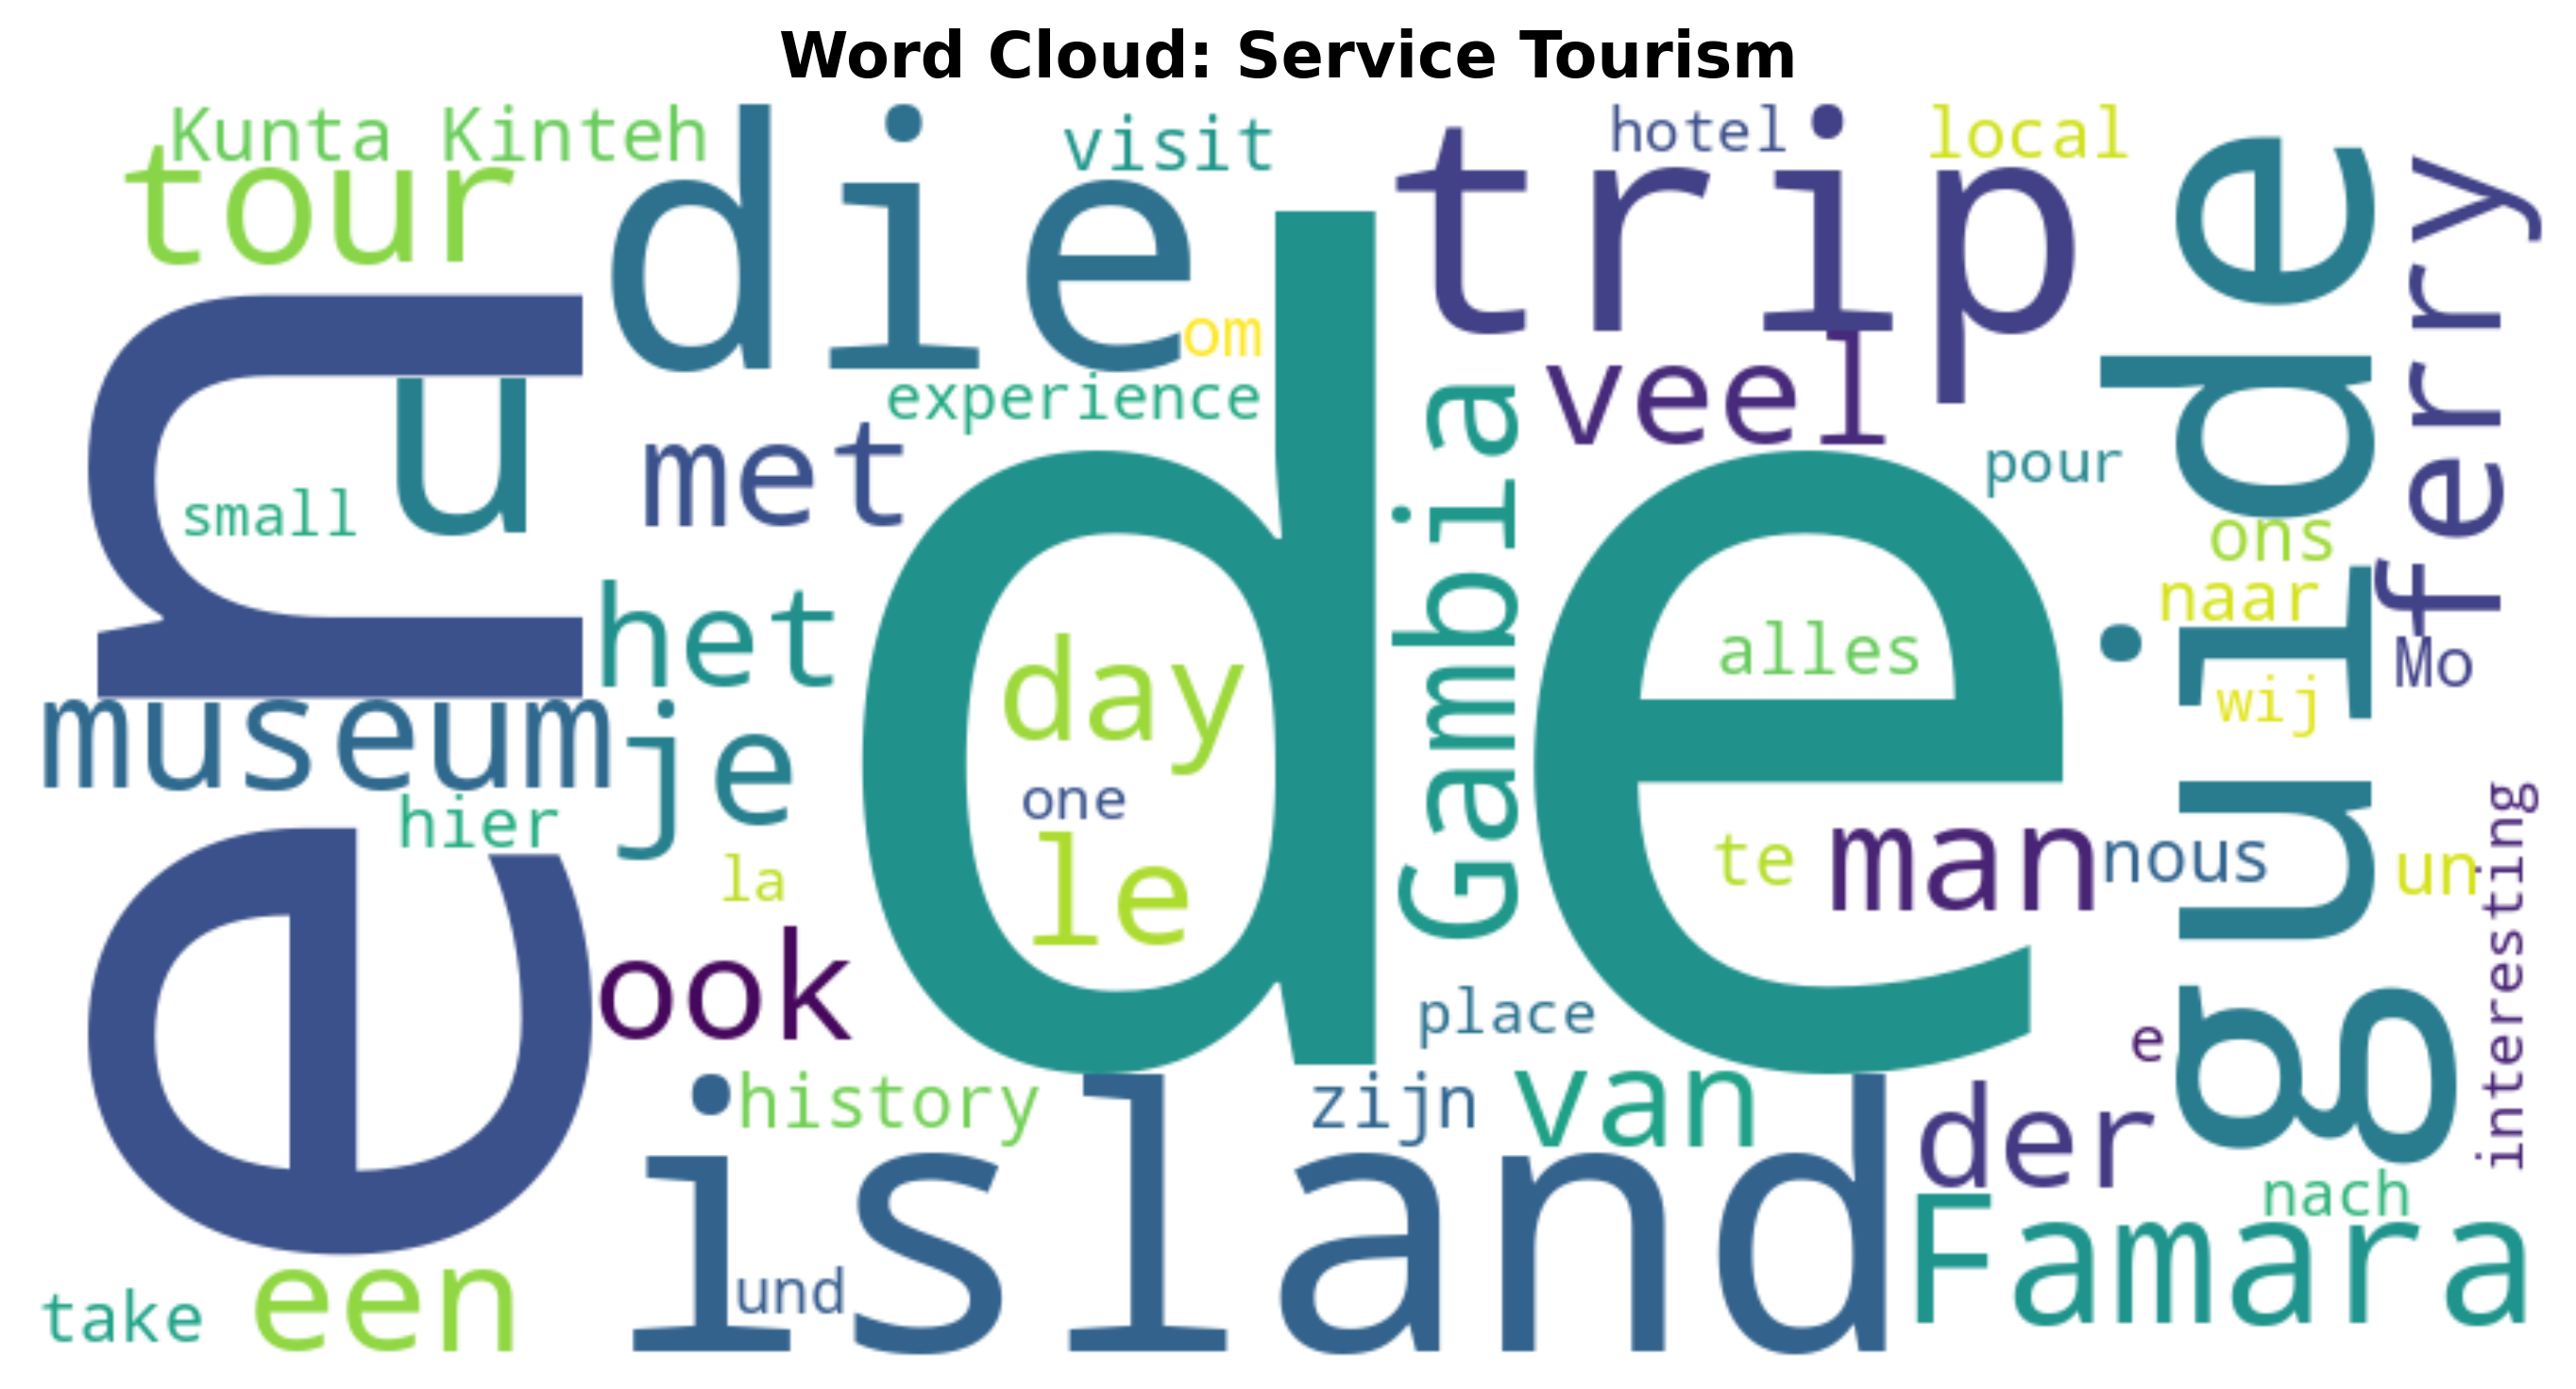 Word Cloud: Service Tourism
Kunta Kinteh
visit
hotel
local
tour
die
trip
guide
ferry
en
u
om
experience
met
veel
small
pour
Gambia
de
ons
naar
het
day
alles
Mo
wij
museum
je
one
hier
le
te
man
nous
un
interesting
la
ook
place
e
history
zijn
van
der
island
nach
Famara
und
take
een